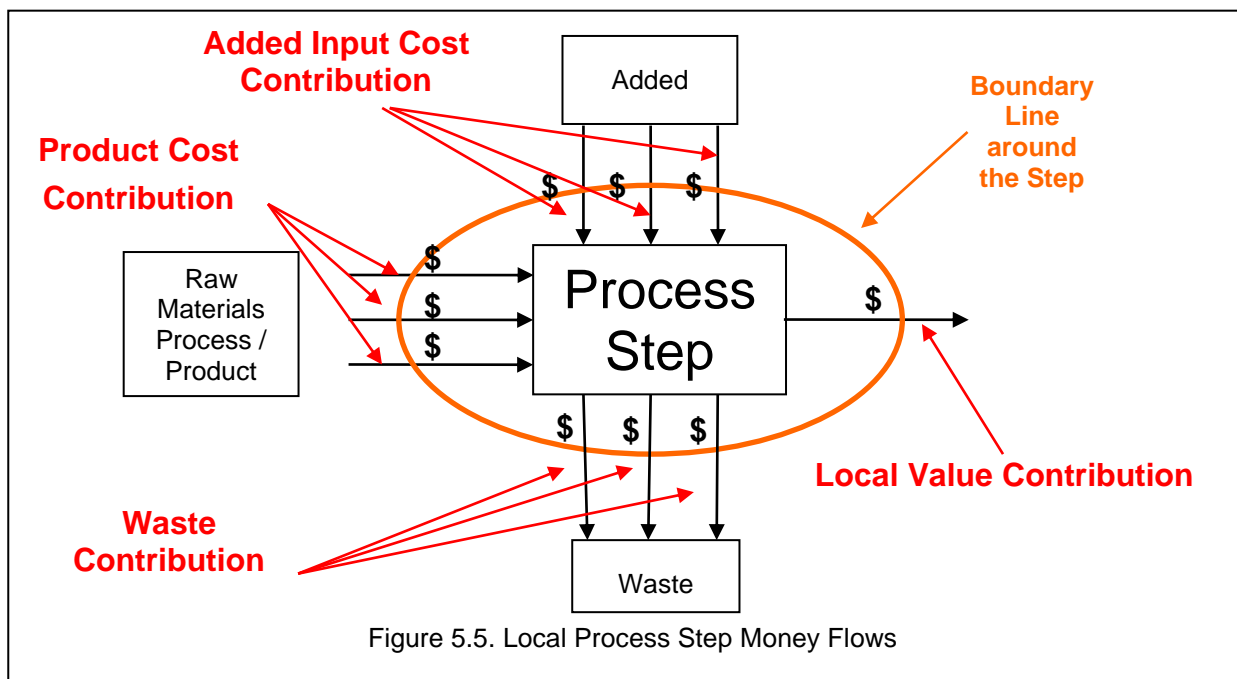 Added Input Cost
Contribution
Added
Boundary
Line
around
the Step
Product Cost
Contribution
$ $ $
$
$
$
Raw
Materials
Process /
Product
Process
Step
$
$ $ $
Local Value Contribution
Waste
Contribution
Waste
Figure 5.5. Local Process Step Money Flows